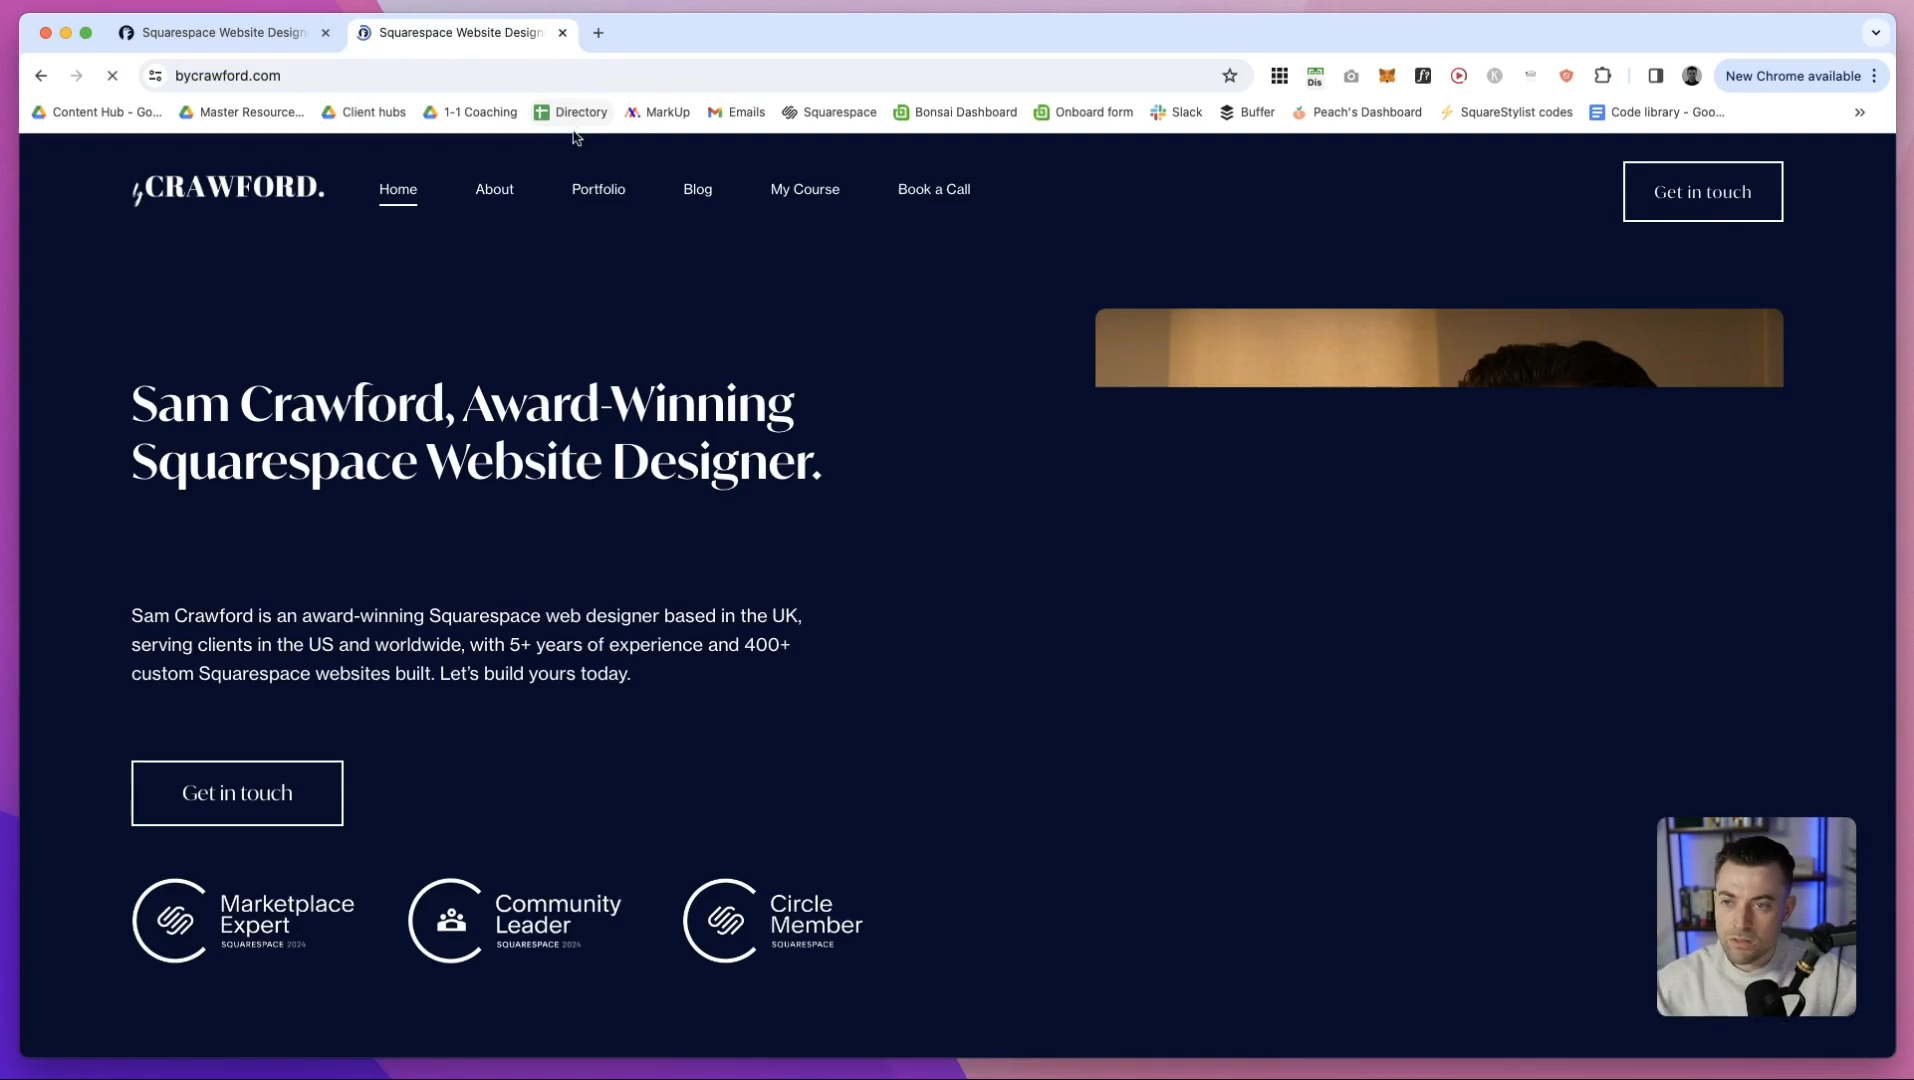 Squarespace Website Design
Squarespace Website Design
bycrawford.com
Dis
f?
K
New Chrome available
Content Hub - Go...
Master Resource...
Client hubs
1-1 Coaching
Directory
MarkUp
Emails
Squarespace
Bonsai Dashboard
Onboard form
Slack
Buffer
Peach's Dashboard
SquareStylist codes
Code library - Goo...
byCRAWFORD.
Home
About
Portfolio
Blog
My Course
Book a Call
Get in touch
Sam Crawford, Award-Winning
Squarespace Website Designer.
Sam Crawford is an award-winning Squarespace web designer based in the UK,
serving clients in the US and worldwide, with 5+ years of experience and 400+
custom Squarespace websites built. Let’s build yours today.
Get in touch
Marketplace
Expert
SQUARESPACE 2024
Community
Leader
SQUARESPACE 2024
Circle
Member
SQUARESPACE